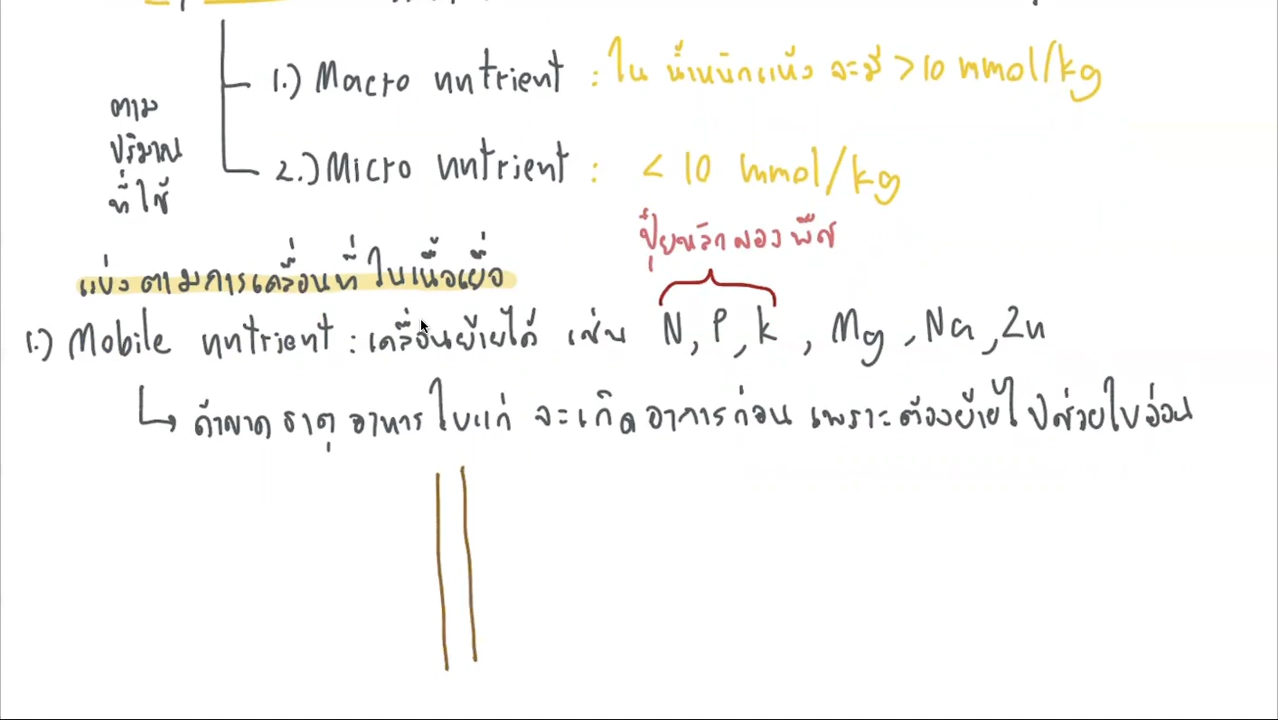 1.) Macro nutrient : ใน น้ำหนักแห้ง จะมี >10 mmol/kg
ตาม
ปริมาณ
ที่ใช้
2.) Micro nutrient : < 10 mmol/kg
ปุ๋ยหลักของพืช
แบ่งตามการเคลื่อนที่ในเนื้อเยื่อ
1.) Mobile nutrient : เคลื่อนย้ายได้ เช่น N, P, K, Mg, Na, Zn
ถ้าขาดธาตุอาหาร ใบแก่ จะเกิดอาการก่อน เพราะต้องย้ายไปช่วยใบอ่อน